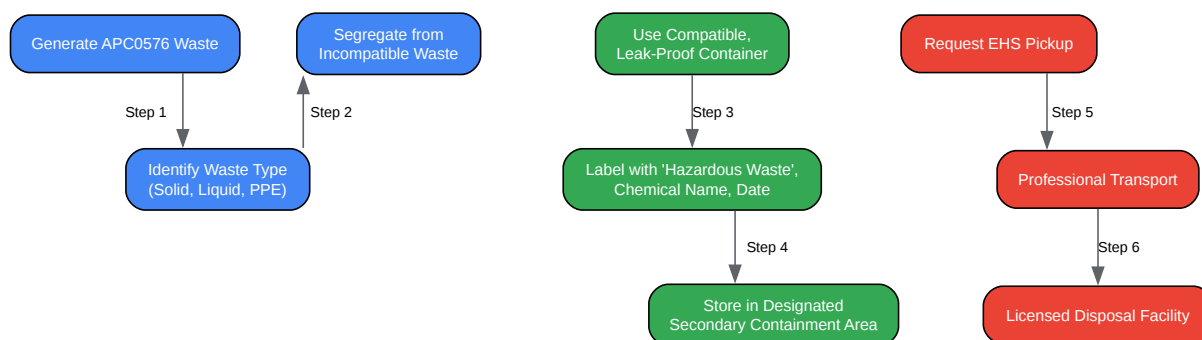 Generate APC0576 Waste
Step 1
Identify Waste Type
(Solid, Liquid, PPE)
Step 2
Segregate from
Incompatible Waste
Use Compatible,
Leak-Proof Container
Step 3
Label with 'Hazardous Waste',
Chemical Name, Date
Step 4
Store in Designated
Secondary Containment Area
Request EHS Pickup
Step 5
Professional Transport
Step 6
Licensed Disposal Facility